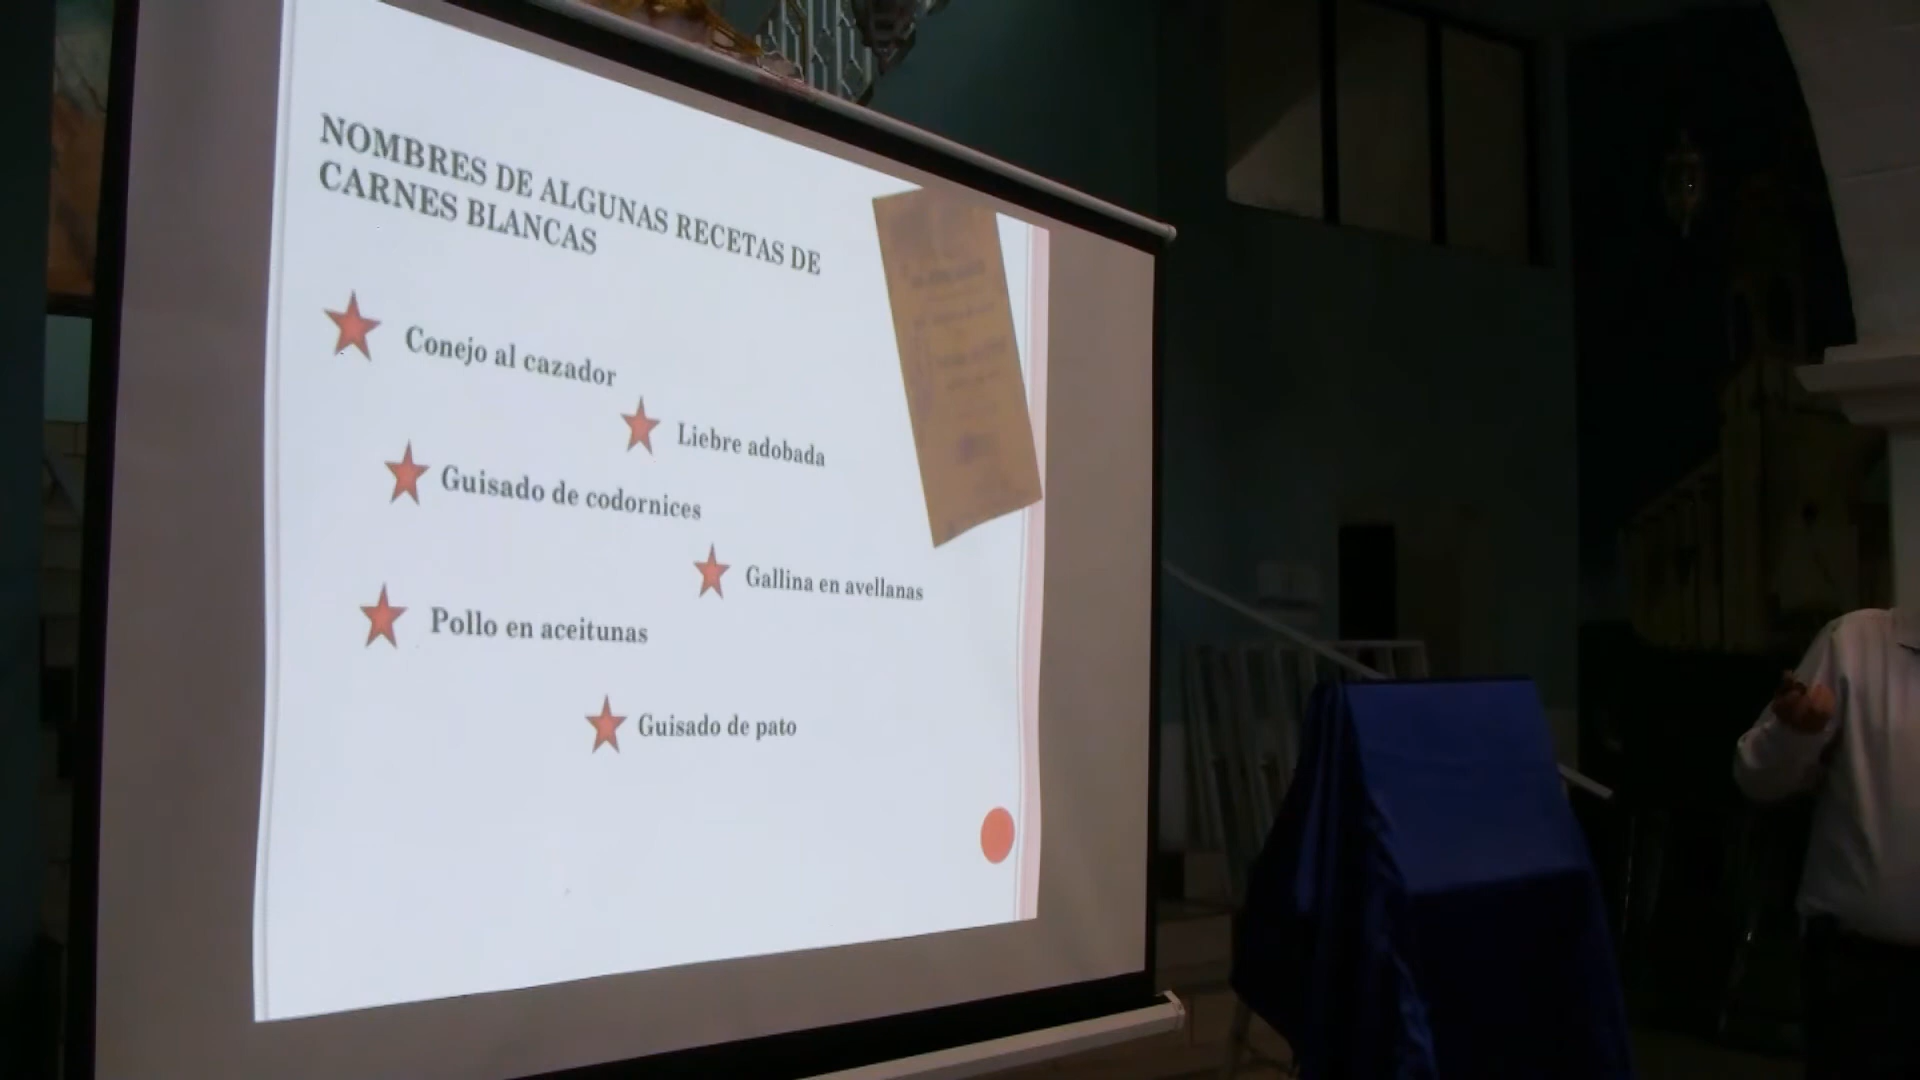 NOMBRES DE ALGUNAS RECETAS DE
CARNES BLANCAS
Conejo al cazador
Liebre adobada
Guisado de codornices
Gallina en avellanas
Pollo en aceitunas
Guisado de pato